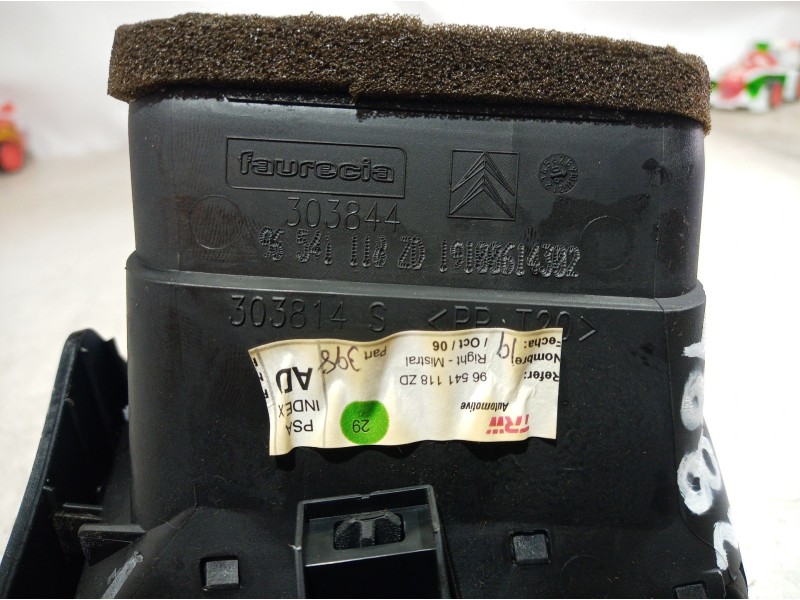 faurecia
303844
96 541 118 ZD
303814 S <PP-T20>
Refer: 96 541 118 ZD
Nombre: Right - Mistral
Fecha: 19 / Oct / 06
Part 398
TRW
Automotive
29
PSA
INDEX
AD